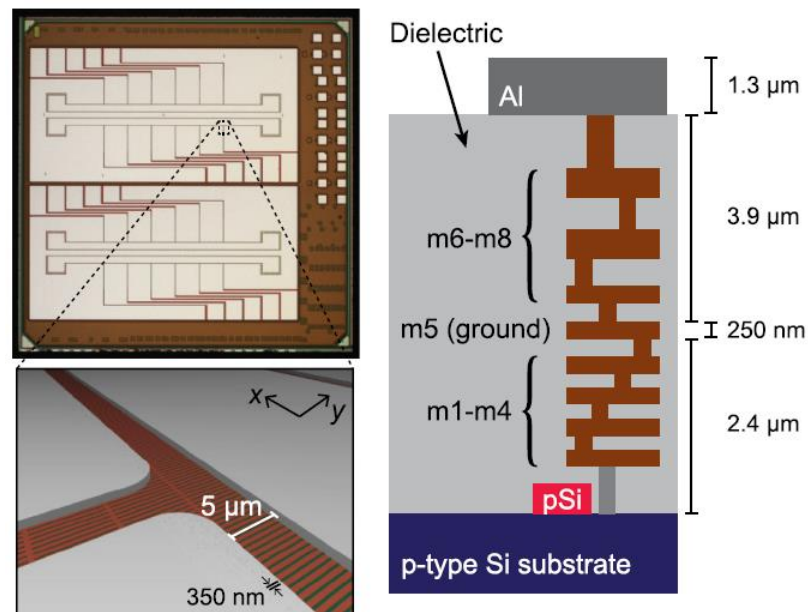 Dielectric
Al
1.3 µm
m6-m8
3.9 µm
m5 (ground)
250 nm
m1-m4
2.4 µm
pSi
p-type Si substrate
x
y
5 µm
350 nm